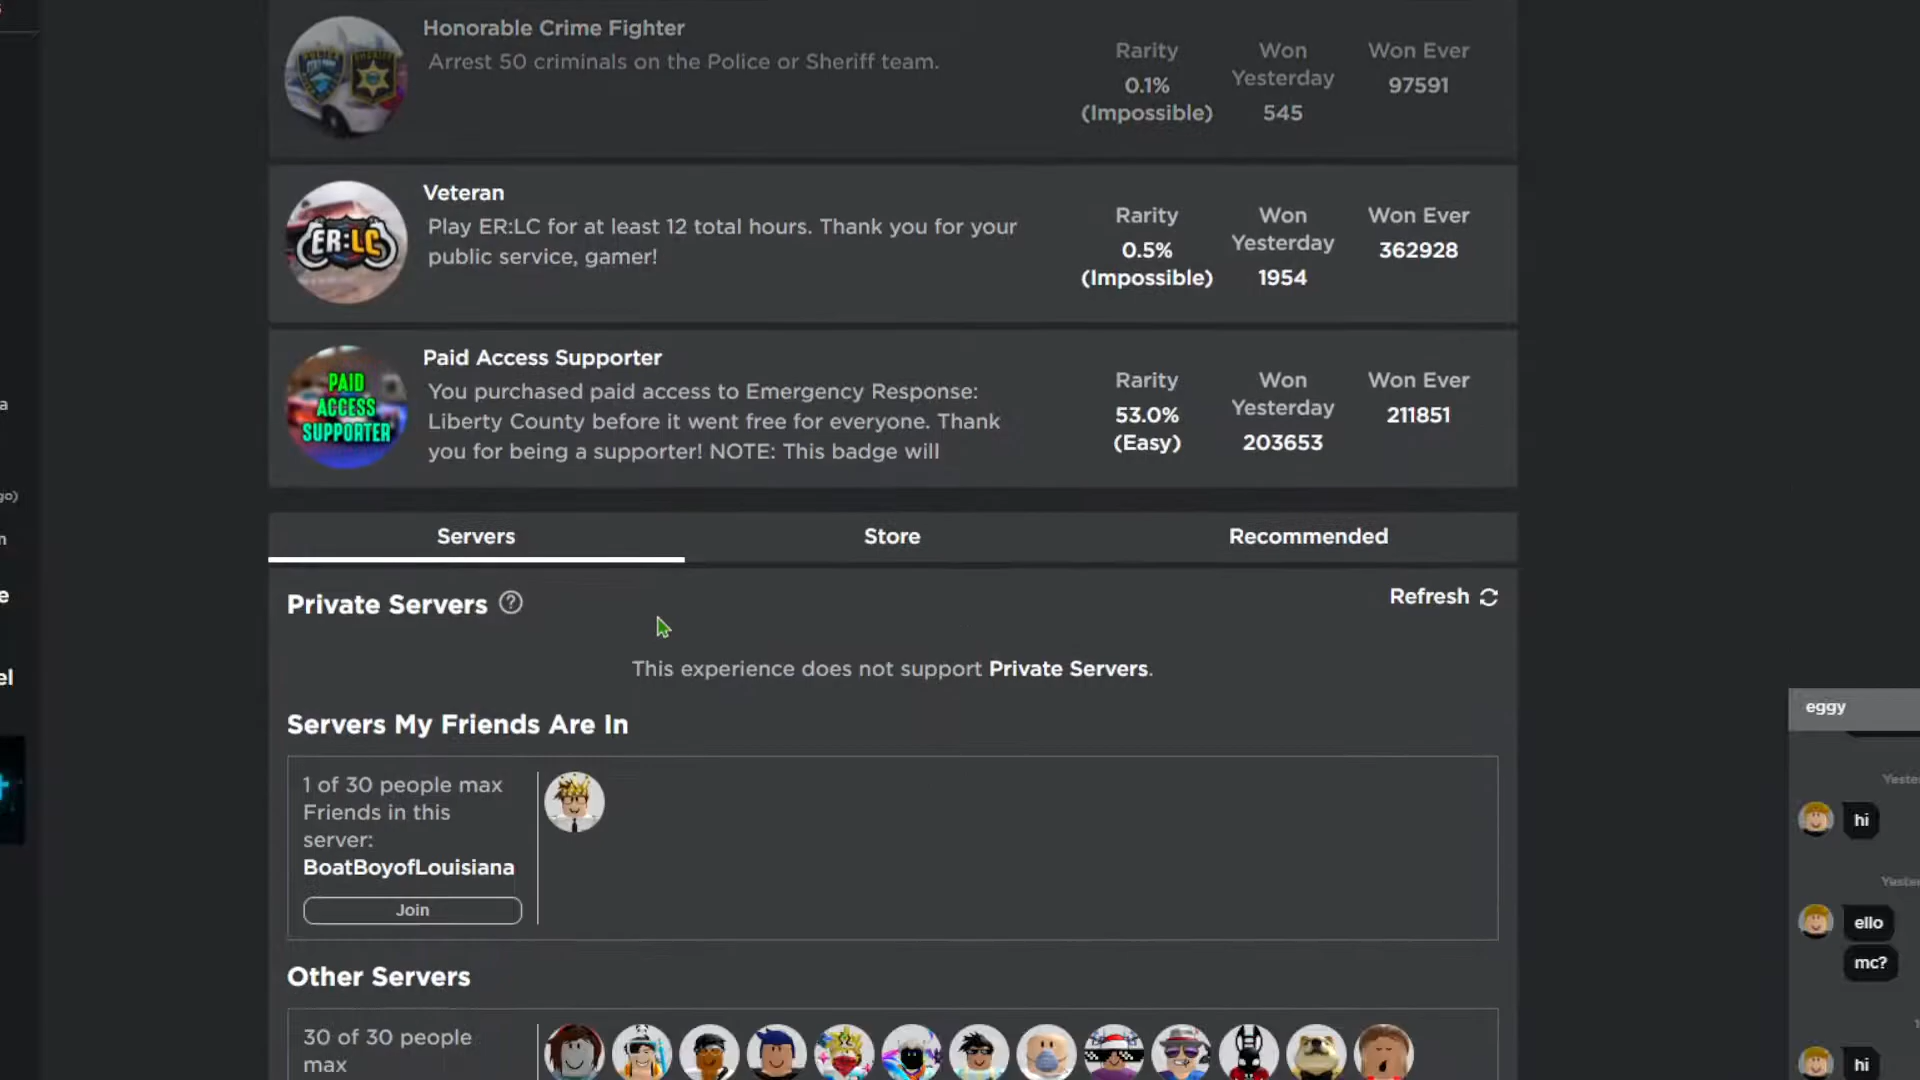 Honorable Crime Fighter
Arrest 50 criminals on the Police or Sheriff team.
Rarity
0.1%
(Impossible)
Won
Yesterday
545
Won Ever
97591
ER:LC
Veteran
Play ER:LC for at least 12 total hours. Thank you for your
public service, gamer!
Rarity
0.5%
(Impossible)
Won
Yesterday
1954
Won Ever
362928
PAID
ACCESS
SUPPORTER
Paid Access Supporter
You purchased paid access to Emergency Response:
Liberty County before it went free for everyone. Thank
you for being a supporter! NOTE: This badge will
Rarity
53.0%
(Easy)
Won
Yesterday
203653
Won Ever
211851
Servers
Store
Recommended
Private Servers
Refresh
This experience does not support Private Servers.
Servers My Friends Are In
1 of 30 people max
Friends in this
server:
BoatBoyofLouisiana
Join
Other Servers
30 of 30 people
max
eggy
hi
ello
mc?
hi